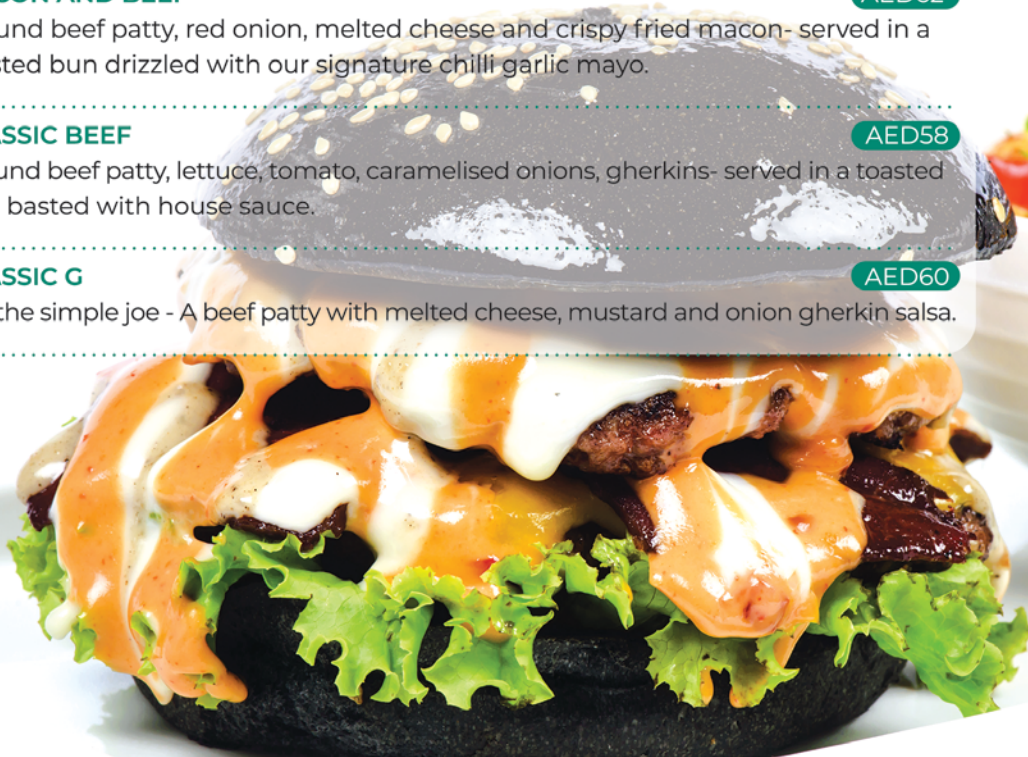 AED62
und beef patty, red onion, melted cheese and crispy fried macon- served in a
sted bun drizzled with our signature chilli garlic mayo.
ASSIC BEEF AED58
und beef patty, lettuce, tomato, caramelised onions, gherkins- served in a toasted
basted with house sauce.
ASSIC G AED60
the simple joe - A beef patty with melted cheese, mustard and onion gherkin salsa.